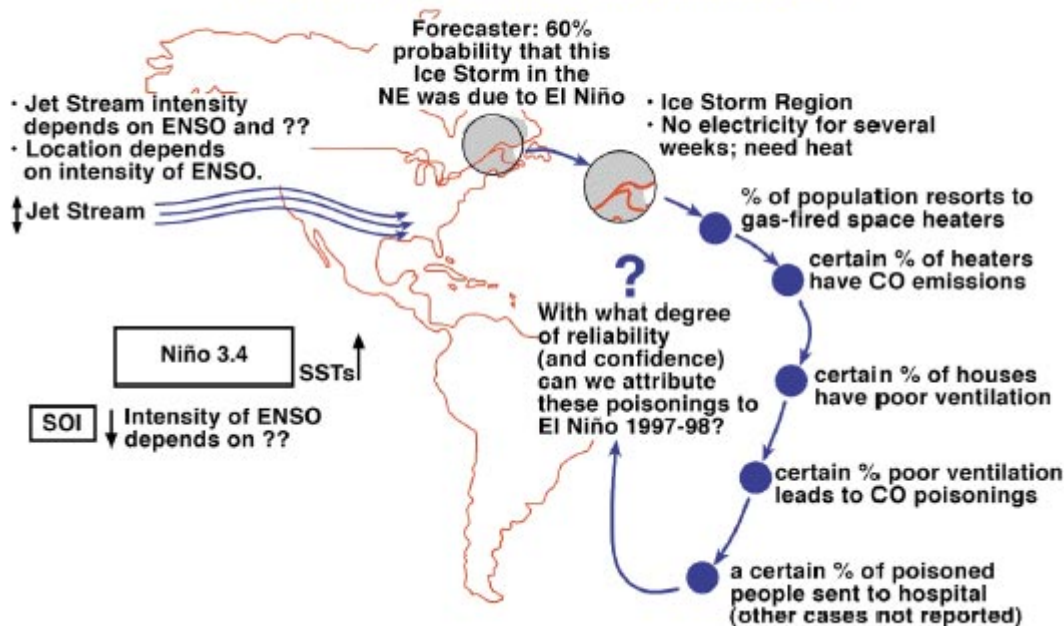 Forecaster: 60%
probability that this
Ice Storm in the
NE was due to El Niño
· Jet Stream intensity
depends on ENSO and ??
· Location depends
on intensity of ENSO.
Jet Stream
· Ice Storm Region
· No electricity for several
weeks; need heat
% of population resorts to
gas-fired space heaters
certain % of heaters
have CO emissions
certain % of houses
have poor ventilation
certain % poor ventilation
leads to CO poisonings
a certain % of poisoned
people sent to hospital
(other cases not reported)
?
With what degree
of reliability
(and confidence)
can we attribute
these poisonings to
El Niño 1997-98?
Niño 3.4
SSTs
SOI
Intensity of ENSO
depends on ??